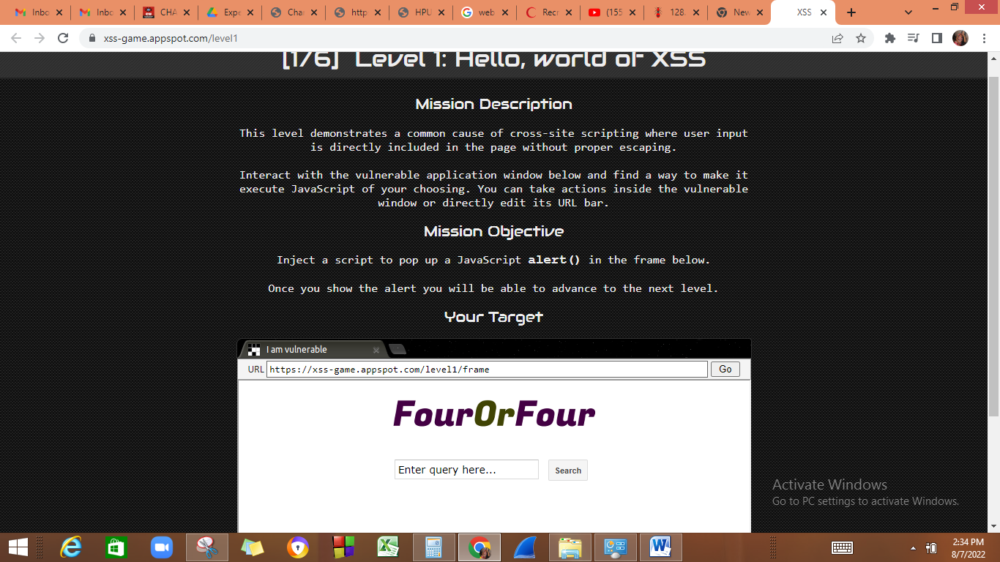 Inbo
Inbo
CHA
Expe
Cha
http
HPU
web
Recr
(155
128.
New
XSS
xss-game.appspot.com/level1
[1/6] Level 1: Hello, world of XSS
Mission Description
This level demonstrates a common cause of cross-site scripting where user input
is directly included in the page without proper escaping.
Interact with the vulnerable application window below and find a way to make it
execute JavaScript of your choosing. You can take actions inside the vulnerable
window or directly edit its URL bar.
Mission Objective
Inject a script to pop up a JavaScript alert() in the frame below.
Once you show the alert you will be able to advance to the next level.
Your Target
I am vulnerable
URL https://xss-game.appspot.com/level1/frame Go
FourOrFour
Enter query here... Search
Activate Windows
Go to PC settings to activate Windows.
2:34 PM
8/7/2022